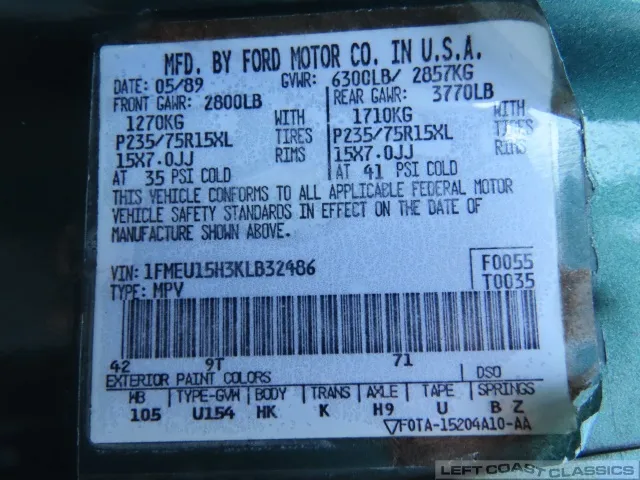 MFD. BY FORD MOTOR CO. IN U.S.A.
DATE: 05/89 GVWR: 6300LB/ 2857KG
FRONT GAWR: 2800LB REAR GAWR: 3770LB
1270KG WITH 1710KG WITH
P235/75R15XL TIRES P235/75R15XL TIRES
15X7.0JJ RIMS 15X7.0JJ RIMS
AT 35 PSI COLD AT 41 PSI COLD
THIS VEHICLE CONFORMS TO ALL APPLICABLE FEDERAL MOTOR
VEHICLE SAFETY STANDARDS IN EFFECT ON THE DATE OF
MANUFACTURE SHOWN ABOVE.
VIN: 1FMEU15H3KLB32486 F0055
TYPE: MPV T0035
42 9T 71
EXTERIOR PAINT COLORS DSO
WB TYPE-GVW BODY TRANS AXLE TAPE SPRINGS
105 U154 HK K H9 U B Z
▽F0TA-15204A10-AA
LEFT COAST CLASSICS